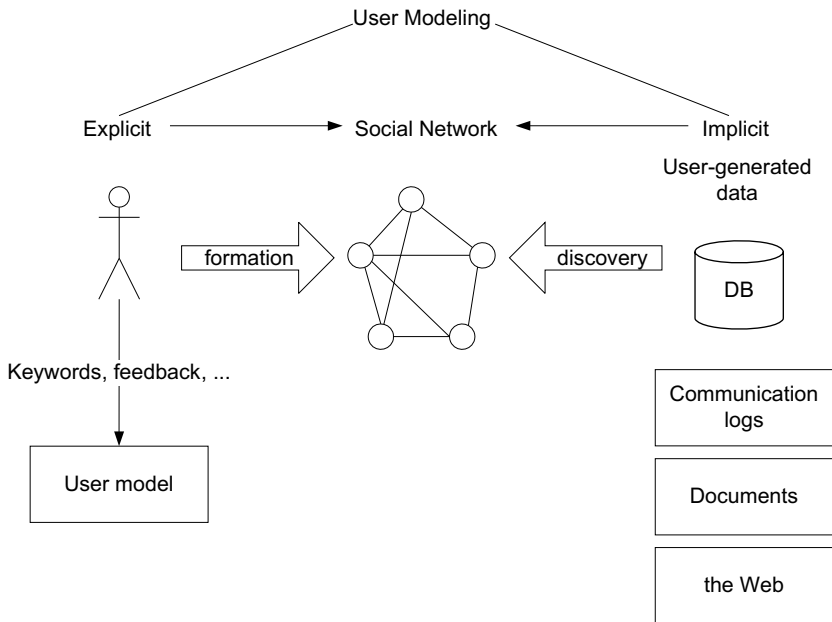 User Modeling
Explicit
Social Network
Implicit
User-generated
data
formation
discovery
DB
Keywords, feedback, ...
Communication
logs
User model
Documents
the Web